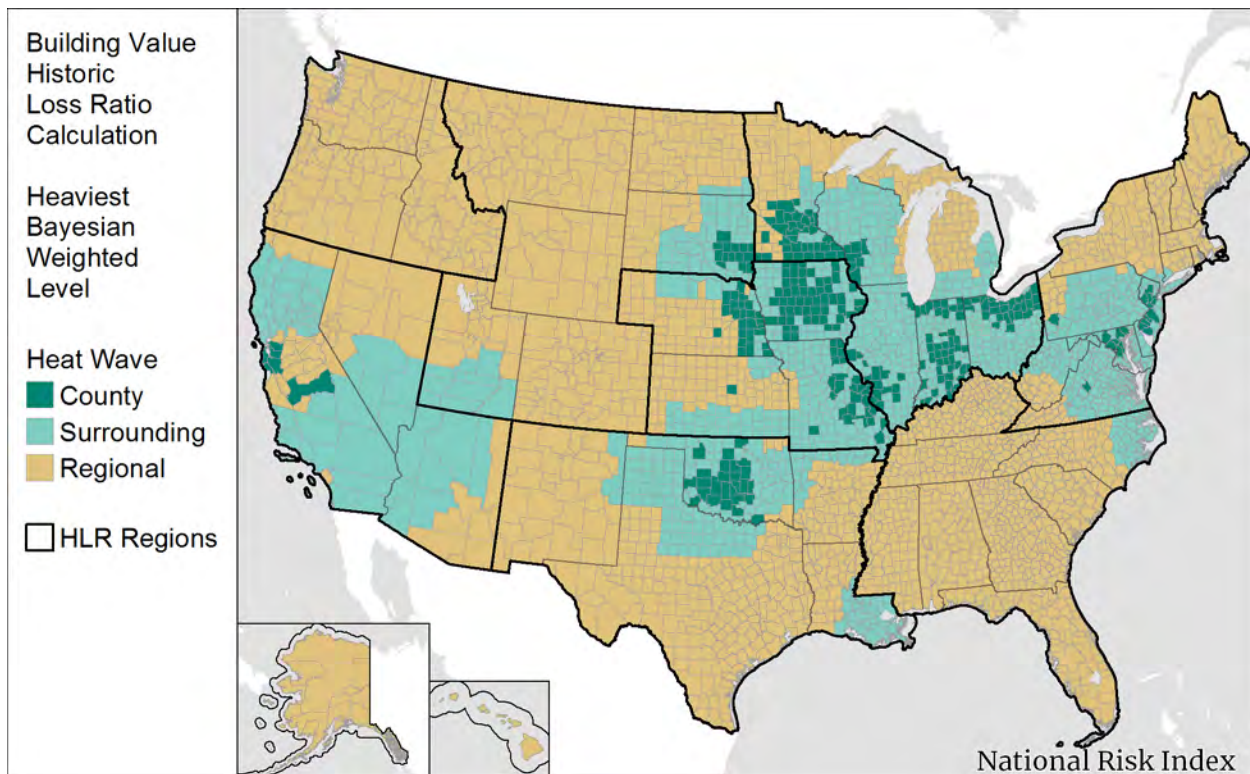 Building Value
Historic
Loss Ratio
Calculation
Heaviest
Bayesian
Weighted
Level
Heat Wave
County
Surrounding
Regional
HLR Regions
National Risk Index